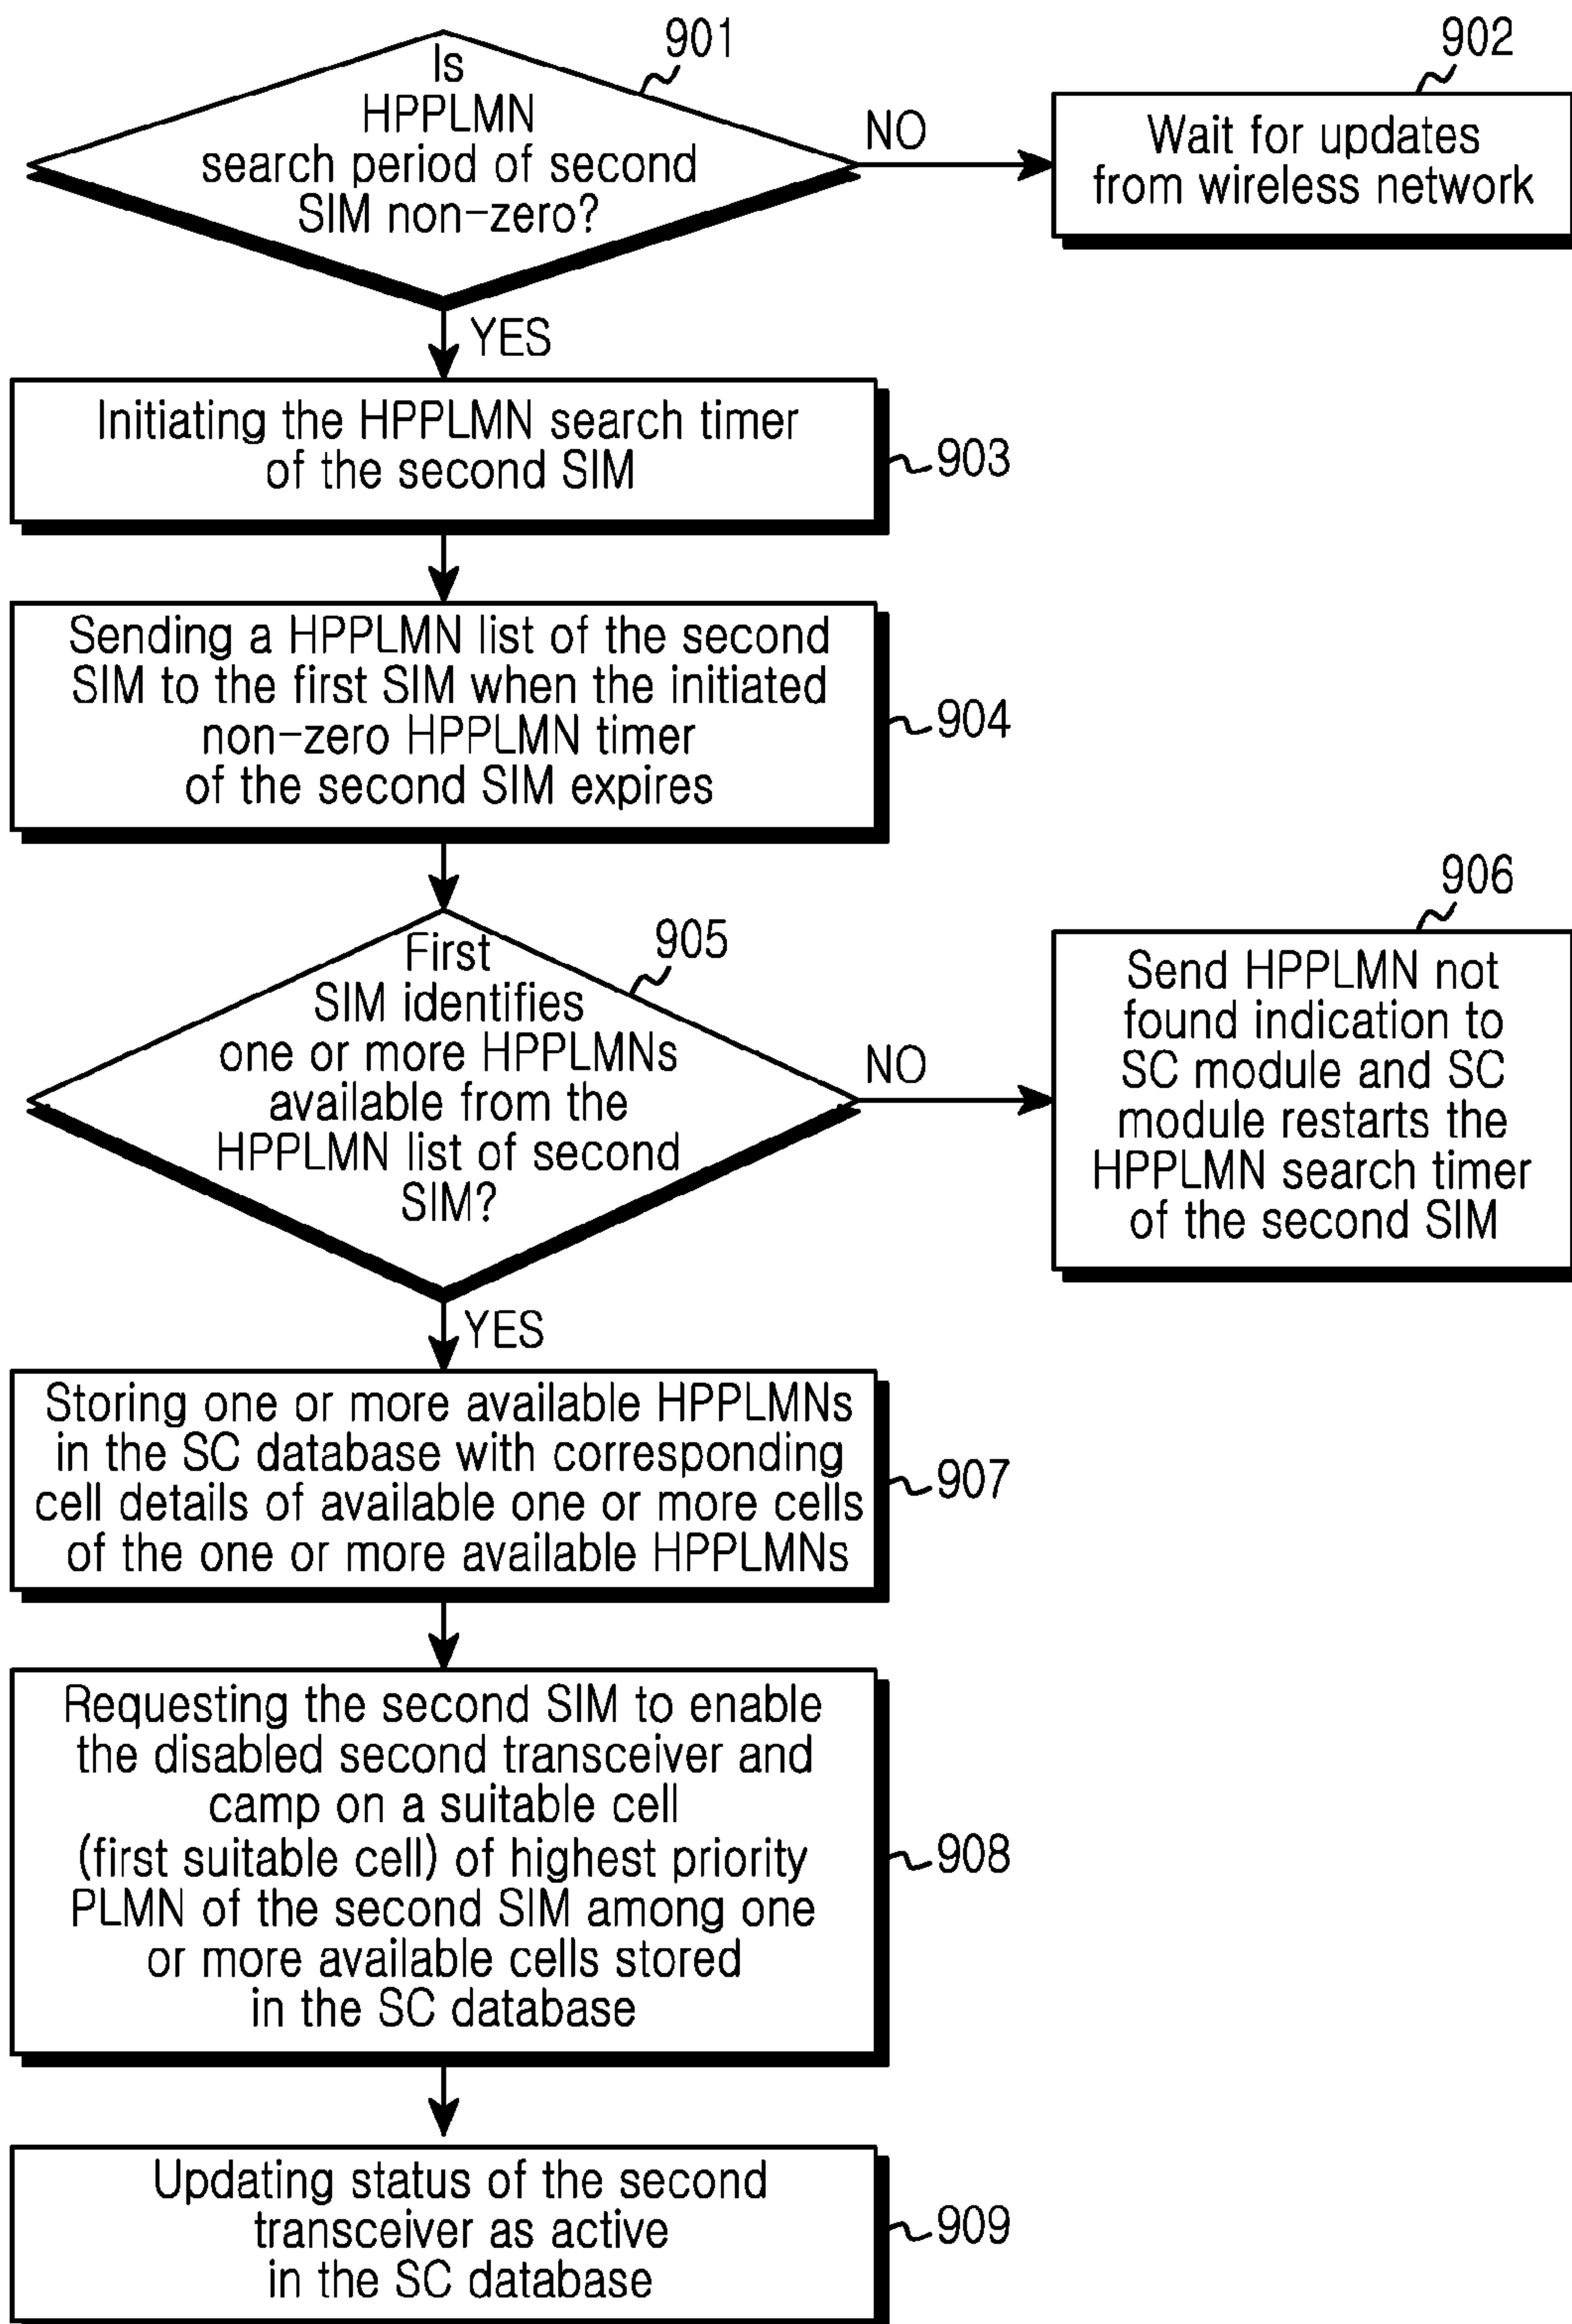 901
Is
HPPLMN
search period of second
SIM non-zero?
NO
902
Wait for updates
from wireless network
YES
Initiating the HPPLMN search timer
of the second SIM
903
Sending a HPPLMN list of the second
SIM to the first SIM when the initiated
non-zero HPPLMN timer
of the second SIM expires
904
905
First
SIM identifies
one or more HPPLMNs
available from the
HPPLMN list of second
SIM?
NO
906
Send HPPLMN not
found indication to
SC module and SC
module restarts the
HPPLMN search timer
of the second SIM
YES
Storing one or more available HPPLMNs
in the SC database with corresponding
cell details of available one or more cells
of the one or more available HPPLMNs
907
Requesting the second SIM to enable
the disabled second transceiver and
camp on a suitable cell
(first suitable cell) of highest priority
PLMN of the second SIM among one
or more available cells stored
in the SC database
908
Updating status of the second
transceiver as active
in the SC database
909